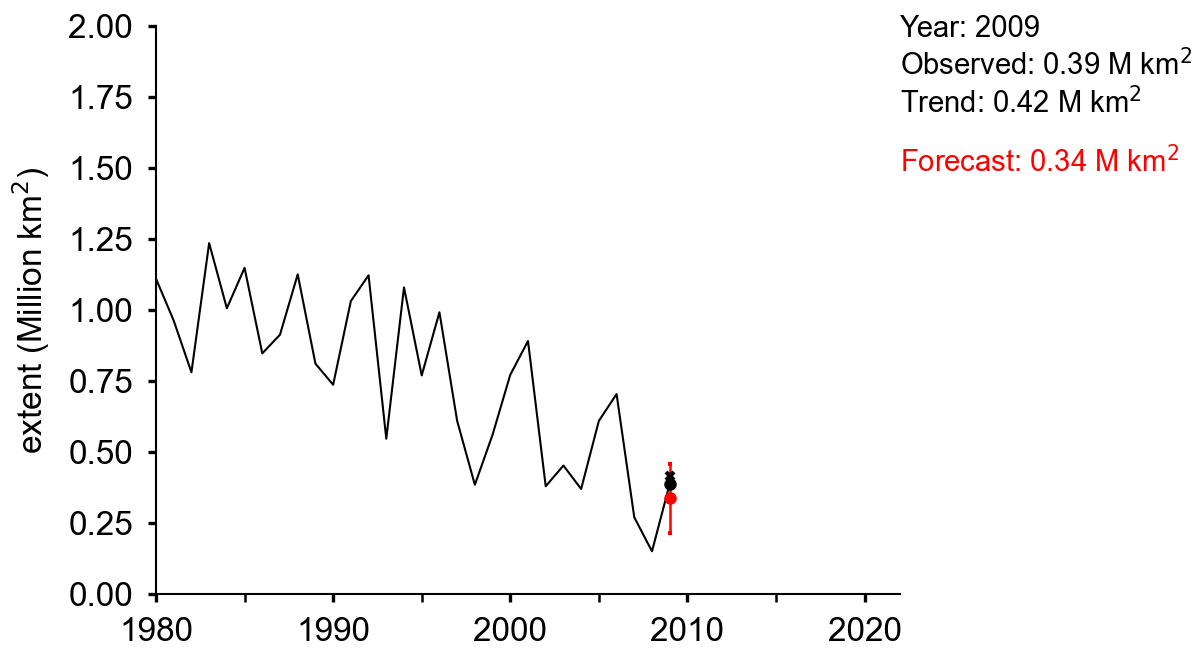 2.00
1.75
1.50
1.25
1.00
0.75
0.50
0.25
0.00
extent (Million km²)
1980 1990 2000 2010 2020
Year: 2009
Observed: 0.39 M km²
Trend: 0.42 M km²
Forecast: 0.34 M km²